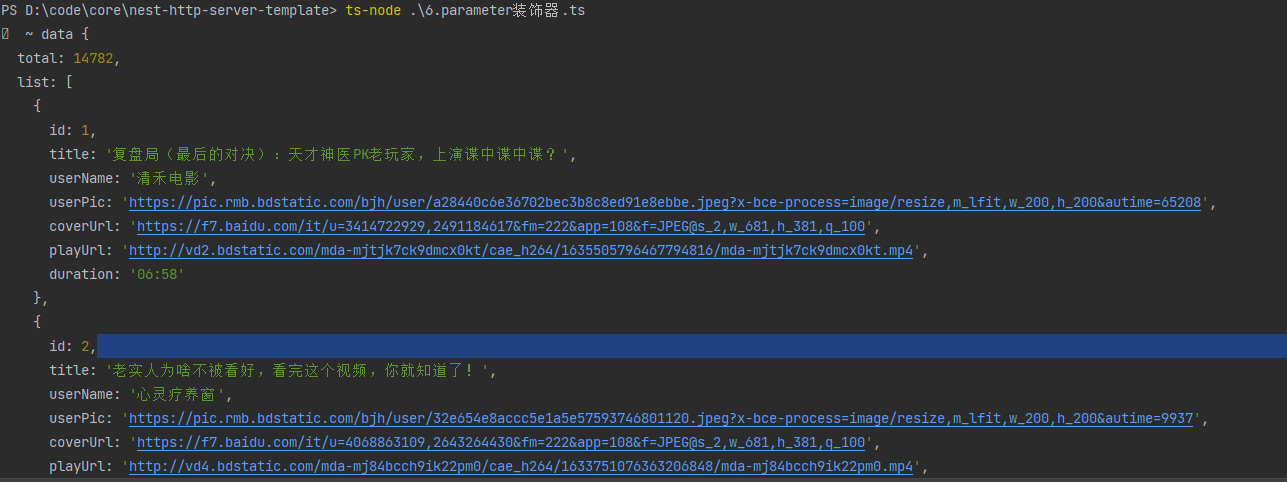 PS D:\code\core\nest-http-server-template> ts-node .\6.parameter装饰器.ts
~ data {
total: 14782,
list: [
{
id: 1,
title: '复盘局（最后的对决）：天才神医PK老玩家，上演谍中谍中谍？',
userName: '清禾电影',
userPic: 'https://pic.rmb.bdstatic.com/bjh/user/a28440c6e36702bec3b8c8ed91e8ebbe.jpeg?x-bce-process=image/resize,m_lfit,w_200,h_200&autime=65208',
coverUrl: 'https://f7.baidu.com/it/u=3414722929,2491184617&fm=222&app=108&f=JPEG@s_2,w_681,h_381,q_100',
playUrl: 'http://vd2.bdstatic.com/mda-mjtjk7ck9dmcx0kt/cae_h264/1635505796467794816/mda-mjtjk7ck9dmcx0kt.mp4',
duration: '06:58'
},
{
id: 2,
title: '老实人为啥不被看好，看完这个视频，你就知道了！',
userName: '心灵疗养窗',
userPic: 'https://pic.rmb.bdstatic.com/bjh/user/32e654e8accc5e1a5e57593746801120.jpeg?x-bce-process=image/resize,m_lfit,w_200,h_200&autime=9937',
coverUrl: 'https://f7.baidu.com/it/u=4068863109,2643264430&fm=222&app=108&f=JPEG@s_2,w_681,h_381,q_100',
playUrl: 'http://vd4.bdstatic.com/mda-mj84bcch9ik22pm0/cae_h264/1633751076363206848/mda-mj84bcch9ik22pm0.mp4',